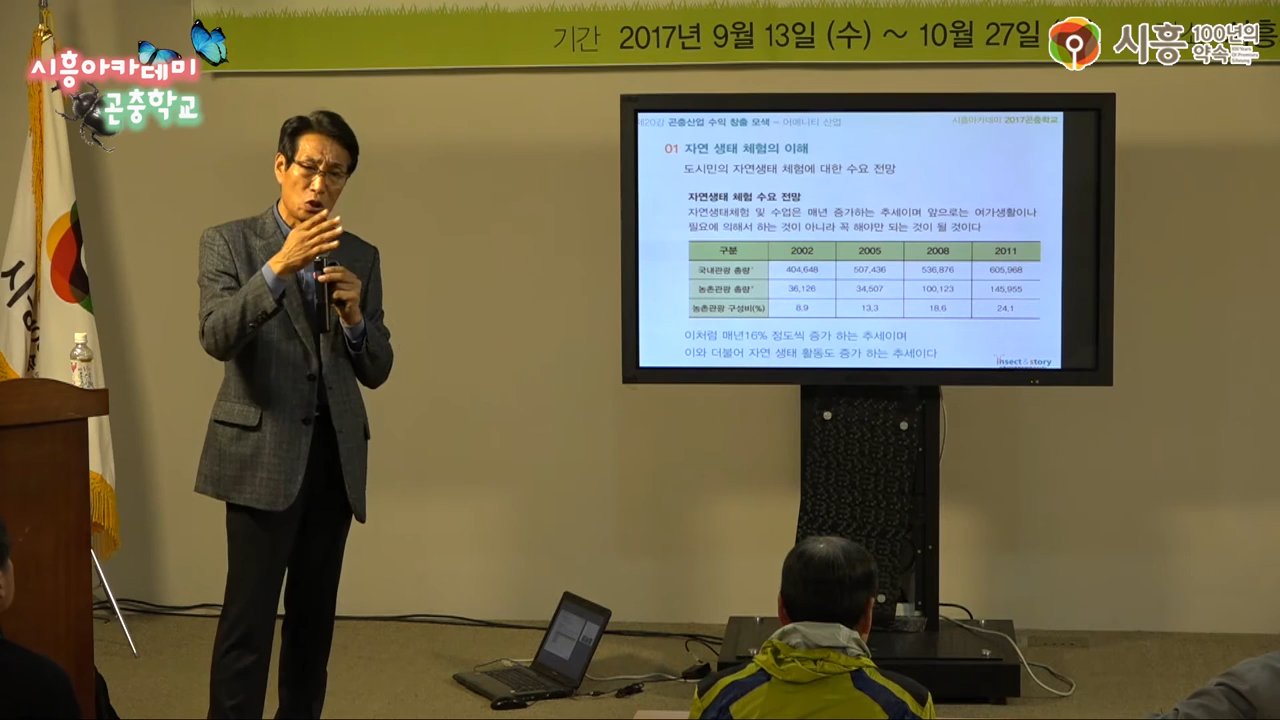 기간 2017년 9월 13일 (수) ~ 10월 27일
시흥 100년의 약속
시흥아카데미
곤충학교
제20강 곤충산업 수익 창출 모색 - 어메니티 산업
시흥아카데미 2017곤충학교
01 자연 생태 체험의 이해
도시민의 자연생태 체험에 대한 수요 전망
자연생태 체험 수요 전망
자연생태체험 및 수업은 매년 증가하는 추세이며 앞으로는 여가생활이나
필요에 의해서 하는 것이 아니라 꼭 해야만 되는 것이 될 것이다
구분 2002 2005 2008 2011
국내관광 총량 404,648 507,436 536,876 605,968
농촌관광 총량 36,126 34,507 100,123 145,955
농촌관광 구성비(%) 8.9 13.3 18.6 24.1
이처럼 매년16% 정도씩 증가 하는 추세이며
이와 더불어 자연 생태 활동도 증가 하는 추세이다
insect&story